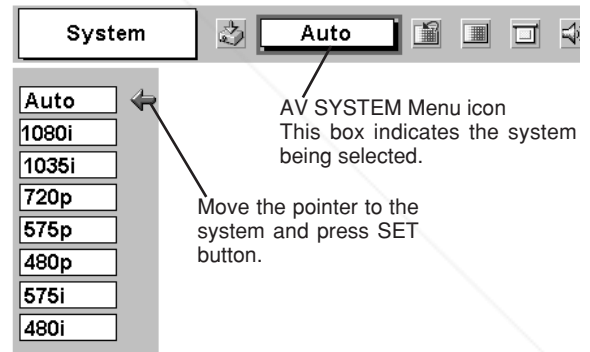 System
Auto
Auto
1080i
1035i
720p
575p
480p
575i
480i
AV SYSTEM Menu icon
This box indicates the system
being selected.
Move the pointer to the
system and press SET
button.